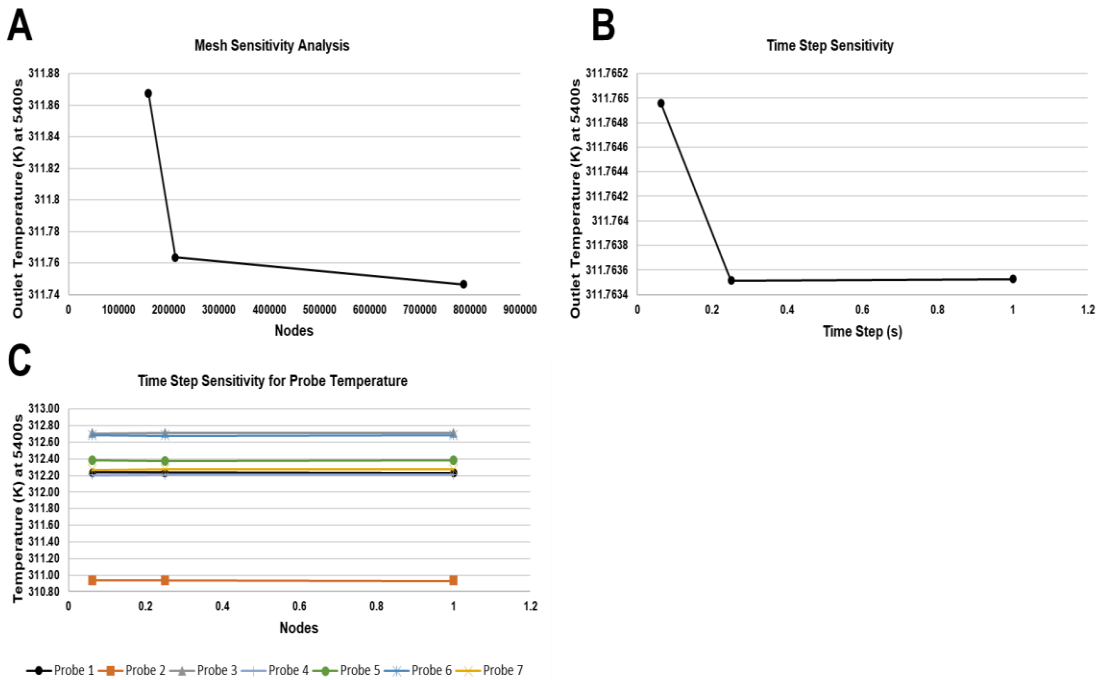 A
Mesh Sensitivity Analysis
Outlet Temperature (K) at 5400s
311.88
311.86
311.84
311.82
311.8
311.78
311.76
311.74
0 100000 200000 300000 400000 500000 600000 700000 800000 900000
Nodes
B
Time Step Sensitivity
Outlet Temperature (K) at 5400s
311.7652
311.765
311.7648
311.7646
311.7644
311.7642
311.764
311.7638
311.7636
311.7634
0 0.2 0.4 0.6 0.8 1 1.2
Time Step (s)
C
Time Step Sensitivity for Probe Temperature
Temperature (K) at 5400s
313.00
312.80
312.60
312.40
312.20
312.00
311.80
311.60
311.40
311.20
311.00
310.80
0 0.2 0.4 0.6 0.8 1 1.2
Nodes
Probe 1 Probe 2 Probe 3 Probe 4 Probe 5 Probe 6 Probe 7